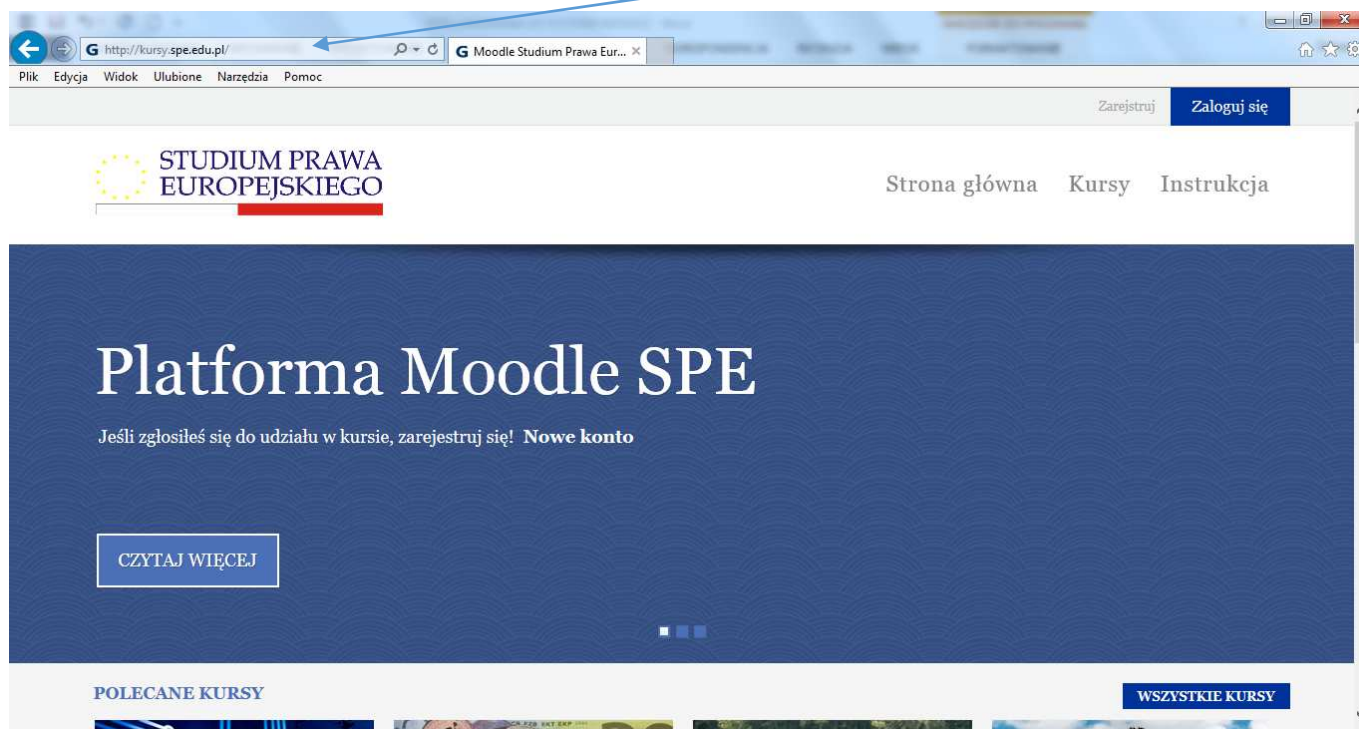 http://kursy.spe.edu.pl/
G Moodle Studium Prawa Eur...
Plik Edycja Widok Ulubione Narzędzia Pomoc
Zarejstruj Zaloguj się
STUDIUM PRAWA
EUROPEJSKIEGO
Strona główna Kursy Instrukcja
Platforma Moodle SPE
Jeśli zgłosiłeś się do udziału w kursie, zarejestruj się! Nowe konto
CZYTAJ WIĘCEJ
POLECANE KURSY
WSZYSTKIE KURSY